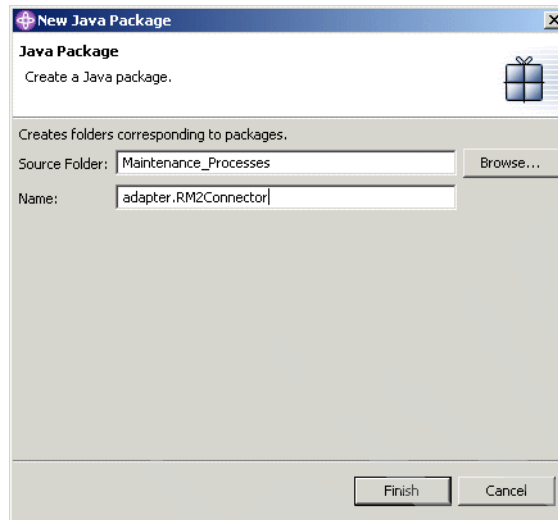 New Java Package
Java Package
Create a Java package.
Creates folders corresponding to packages.
Source Folder: Maintenance_Processes Browse...
Name: adapter.RM2Connector
Finish Cancel